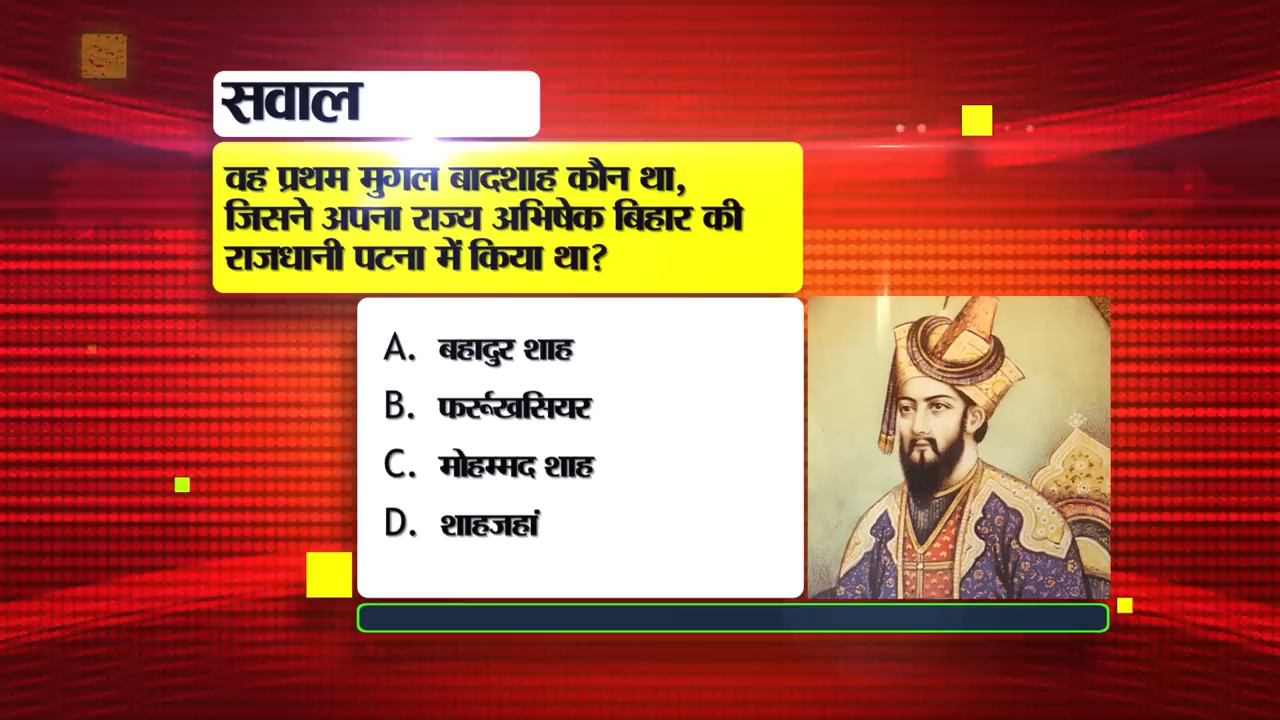 सवाल
वह प्रथम मुगल बादशाह कौन था,
जिसने अपना राज्य अभिषेक बिहार की
राजधानी पटना में किया था?
A. बहादुर शाह
B. फर्रूखसियर
C. मोहम्मद शाह
D. शाहजहां